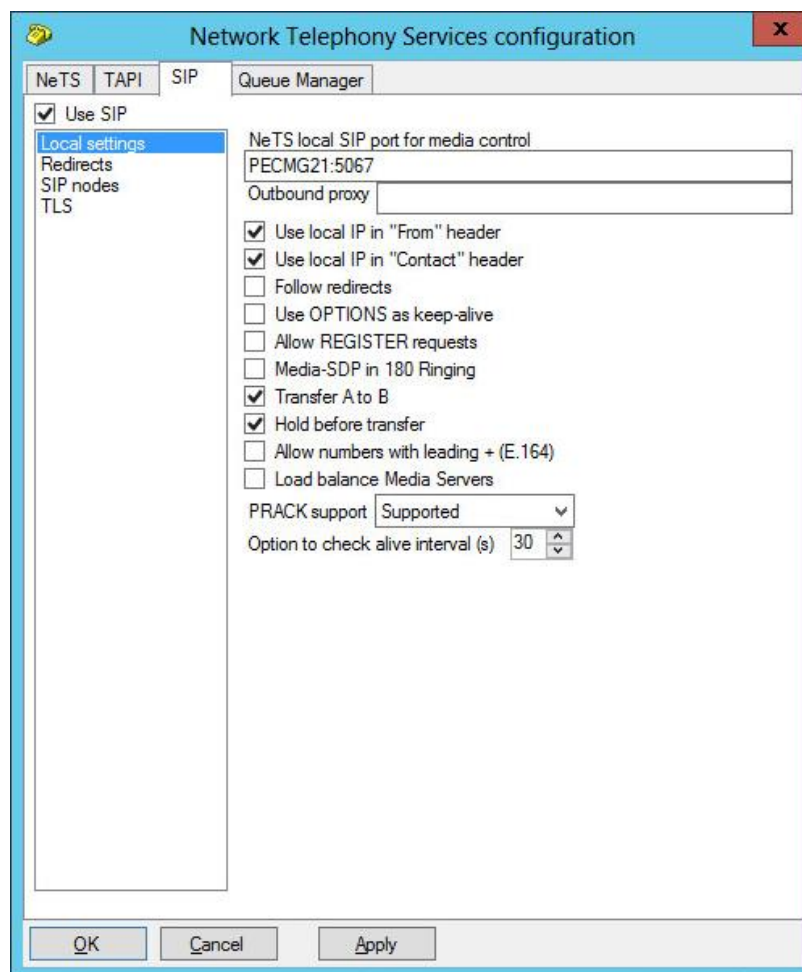 Network Telephony Services configuration
x
NeTS TAPI SIP Queue Manager
Use SIP
Local settings
Redirects
SIP nodes
TLS
NeTS local SIP port for media control
PECMG21:5067
Outbound proxy
Use local IP in "From" header
Use local IP in "Contact" header
Follow redirects
Use OPTIONS as keep-alive
Allow REGISTER requests
Media-SDP in 180 Ringing
Transfer A to B
Hold before transfer
Allow numbers with leading + (E.164)
Load balance Media Servers
PRACK support Supported
Option to check alive interval (s) 30
OK Cancel Apply